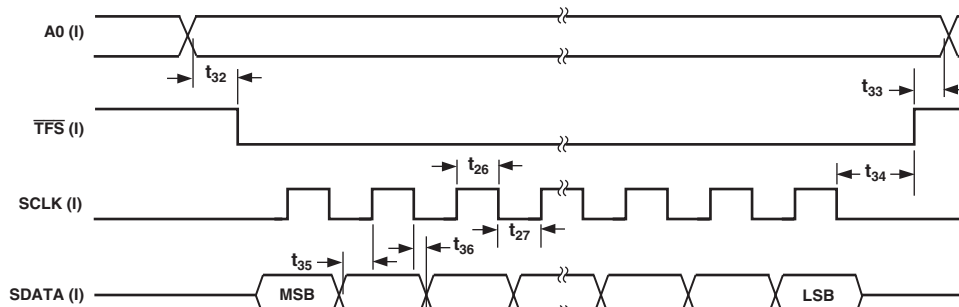 A0 (I)
t32
t33
TFS (I)
t26
t34
SCLK (I)
t27
t36
t35
SDATA (I)
MSB
LSB